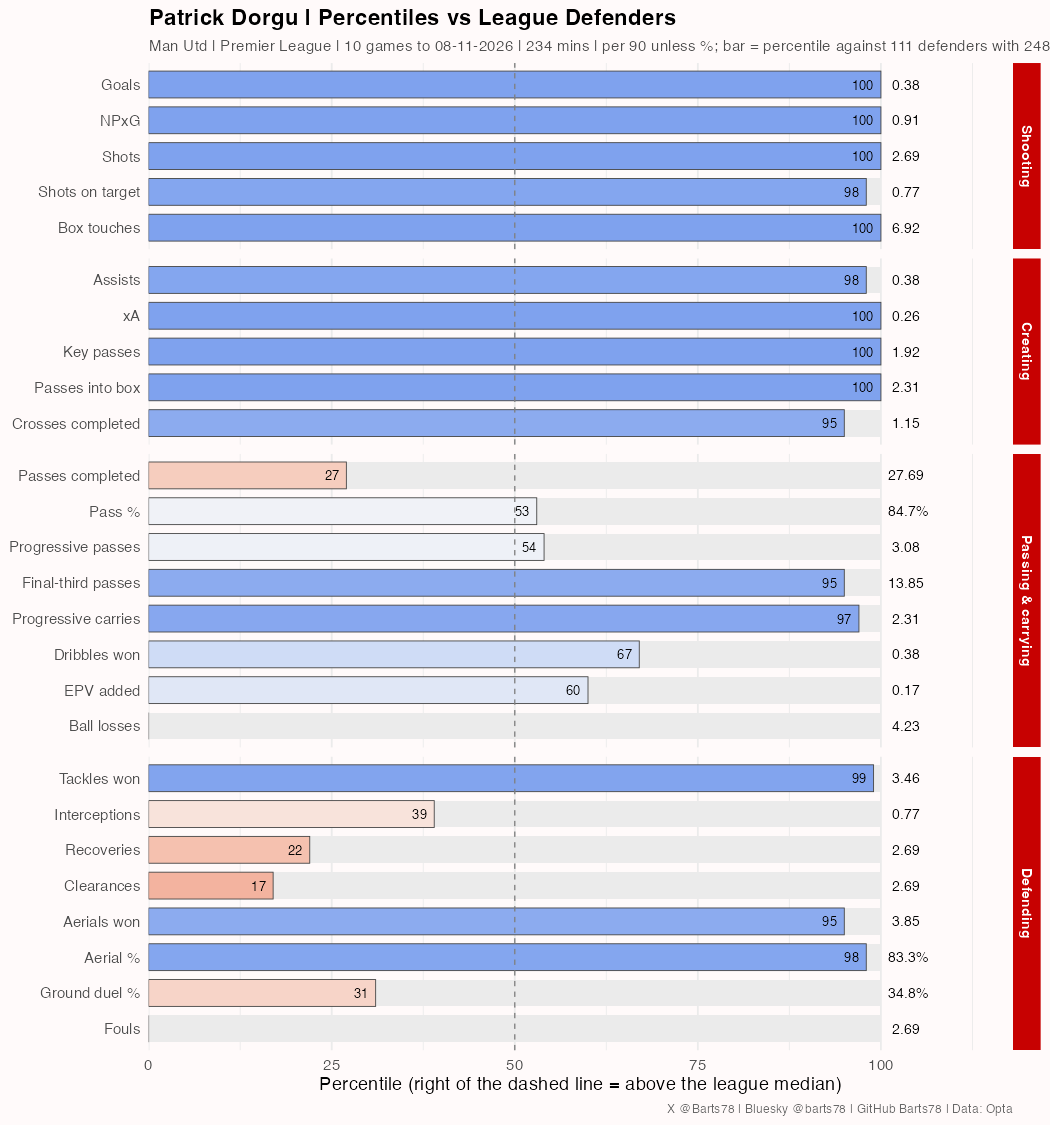 Patrick Dorgu | Percentiles vs League Defenders
Man Utd | Premier League | 10 games to 08-11-2026 | 234 mins | per 90 unless %; bar = percentile against 111 defenders with 248
Shooting
Goals 100 0.38
NPxG 100 0.91
Shots 100 2.69
Shots on target 98 0.77
Box touches 100 6.92
Creating
Assists 98 0.38
xA 100 0.26
Key passes 100 1.92
Passes into box 100 2.31
Crosses completed 95 1.15
Passing & carrying
Passes completed 27 27.69
Pass % 53 84.7%
Progressive passes 54 3.08
Final-third passes 95 13.85
Progressive carries 97 2.31
Dribbles won 67 0.38
EPV added 60 0.17
Ball losses 4.23
Defending
Tackles won 99 3.46
Interceptions 39 0.77
Recoveries 22 2.69
Clearances 17 2.69
Aerials won 95 3.85
Aerial % 98 83.3%
Ground duel % 31 34.8%
Fouls 2.69
0 25 50 75 100
Percentile (right of the dashed line = above the league median)
X @Barts78 | Bluesky @barts78 | GitHub Barts78 | Data: Opta